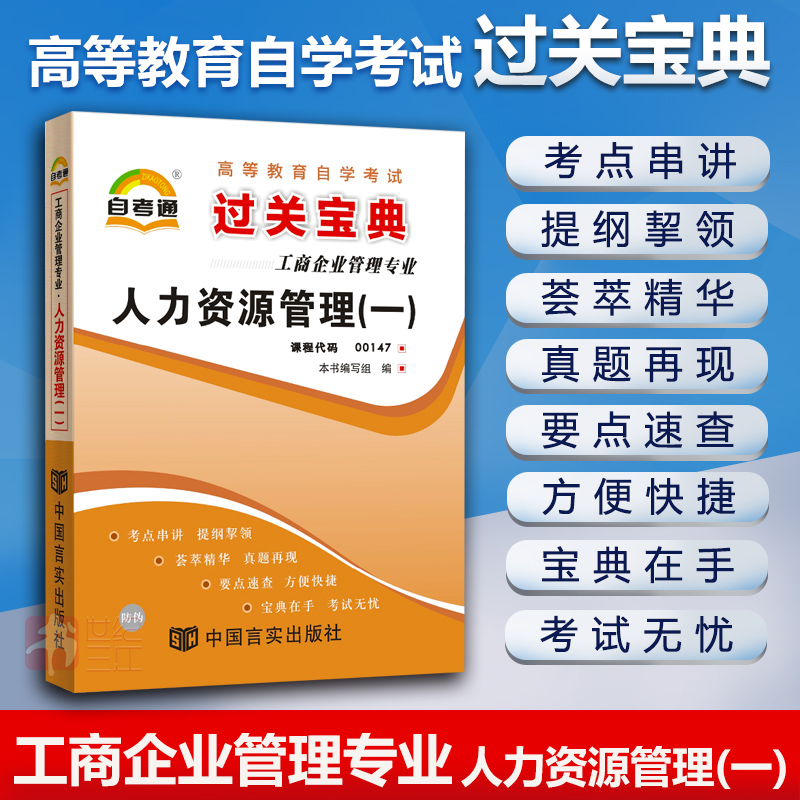 高等教育自学考试 过关宝典
ZIKAOTONG
®
自考通
高等教育自学考试
过关宝典
工商企业管理专业
人力资源管理(一)
课程代码 00147
本书编写组 编
考点串讲 提纲挈领
荟萃精华 真题再现
要点速查 方便快捷
宝典在手 考试无忧
防伪
中国言实出版社
自考通
工商企业管理专业·人力资源管理(一)
中国言实出版社
世纪
三江
考点串讲
提纲挈领
荟萃精华
真题再现
要点速查
方便快捷
宝典在手
考试无忧
工商企业管理专业 人力资源管理(一)